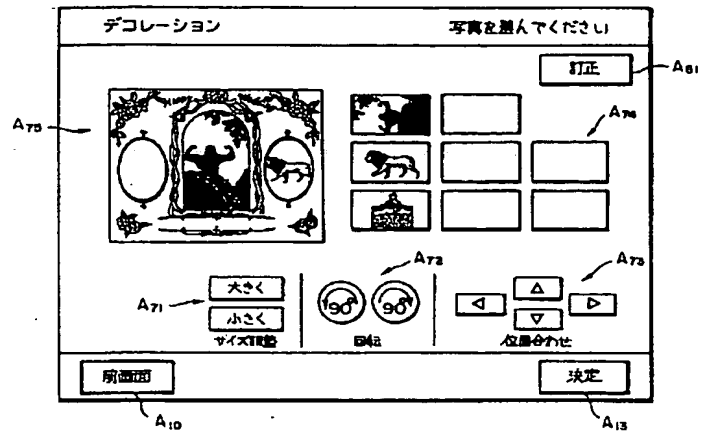 デコレーション 写真を選んでください
訂正 A61
A75
A74
A72
A73
A71
大きく
小さく
90 90
サイズ調整 回転 位置合わせ
前画面 決定
A10 A13